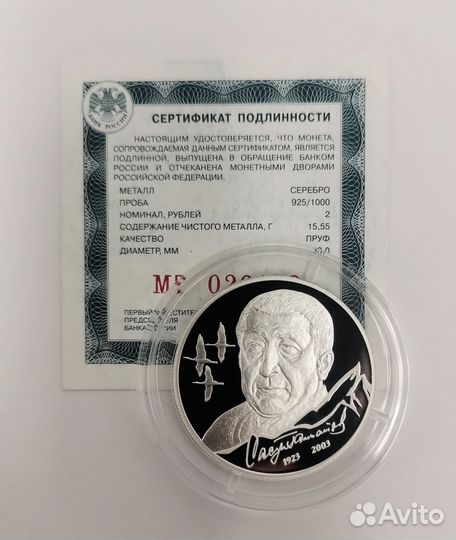 БАНК РОССИИ
СЕРТИФИКАТ ПОДЛИННОСТИ
НАСТОЯЩИМ УДОСТОВЕРЯЕТСЯ, ЧТО МОНЕТА,
СОПРОВОЖДАЕМАЯ ДАННЫМ СЕРТИФИКАТОМ, ЯВЛЯЕТСЯ
ПОДЛИННОЙ, ВЫПУЩЕНА В ОБРАЩЕНИЕ БАНКОМ
РОССИИ И ОТЧЕКАНЕНА МОНЕТНЫМИ ДВОРАМИ
РОССИЙСКОЙ ФЕДЕРАЦИИ.
МЕТАЛЛ СЕРЕБРО
ПРОБА 925/1000
НОМИНАЛ, РУБЛЕЙ 2
СОДЕРЖАНИЕ ЧИСТОГО МЕТАЛЛА, Г 15,55
КАЧЕСТВО ПРУФ
ДИАМЕТР, ММ
ПЕРВЫЙ
БАНКА
1923 2003
Avito